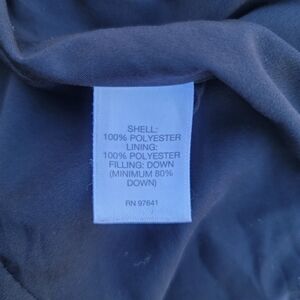 SHELL:
100% POLYESTER
LINING:
100% POLYESTER
FILLING: DOWN
(MINIMUM 80%
DOWN)
RN 97641